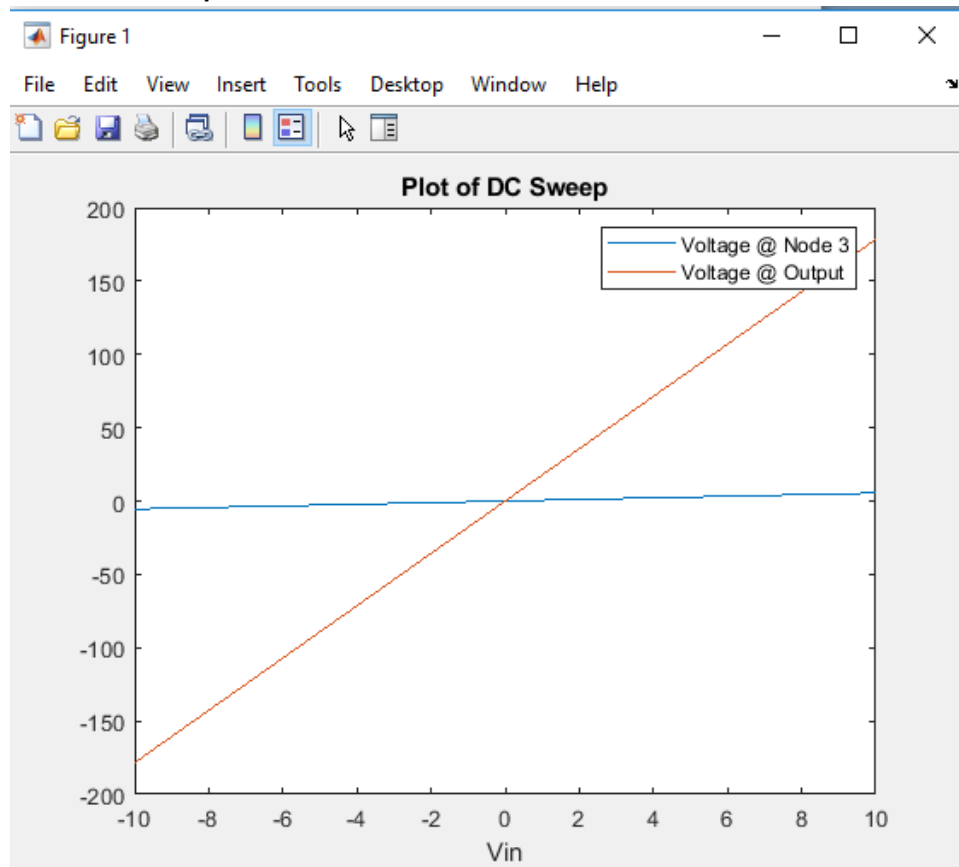 Figure 1
File Edit View Insert Tools Desktop Window Help
Plot of DC Sweep
Voltage @ Node 3
Voltage @ Output
200
150
100
50
0
-50
-100
-150
-200
-10 -8 -6 -4 -2 0 2 4 6 8 10
Vin